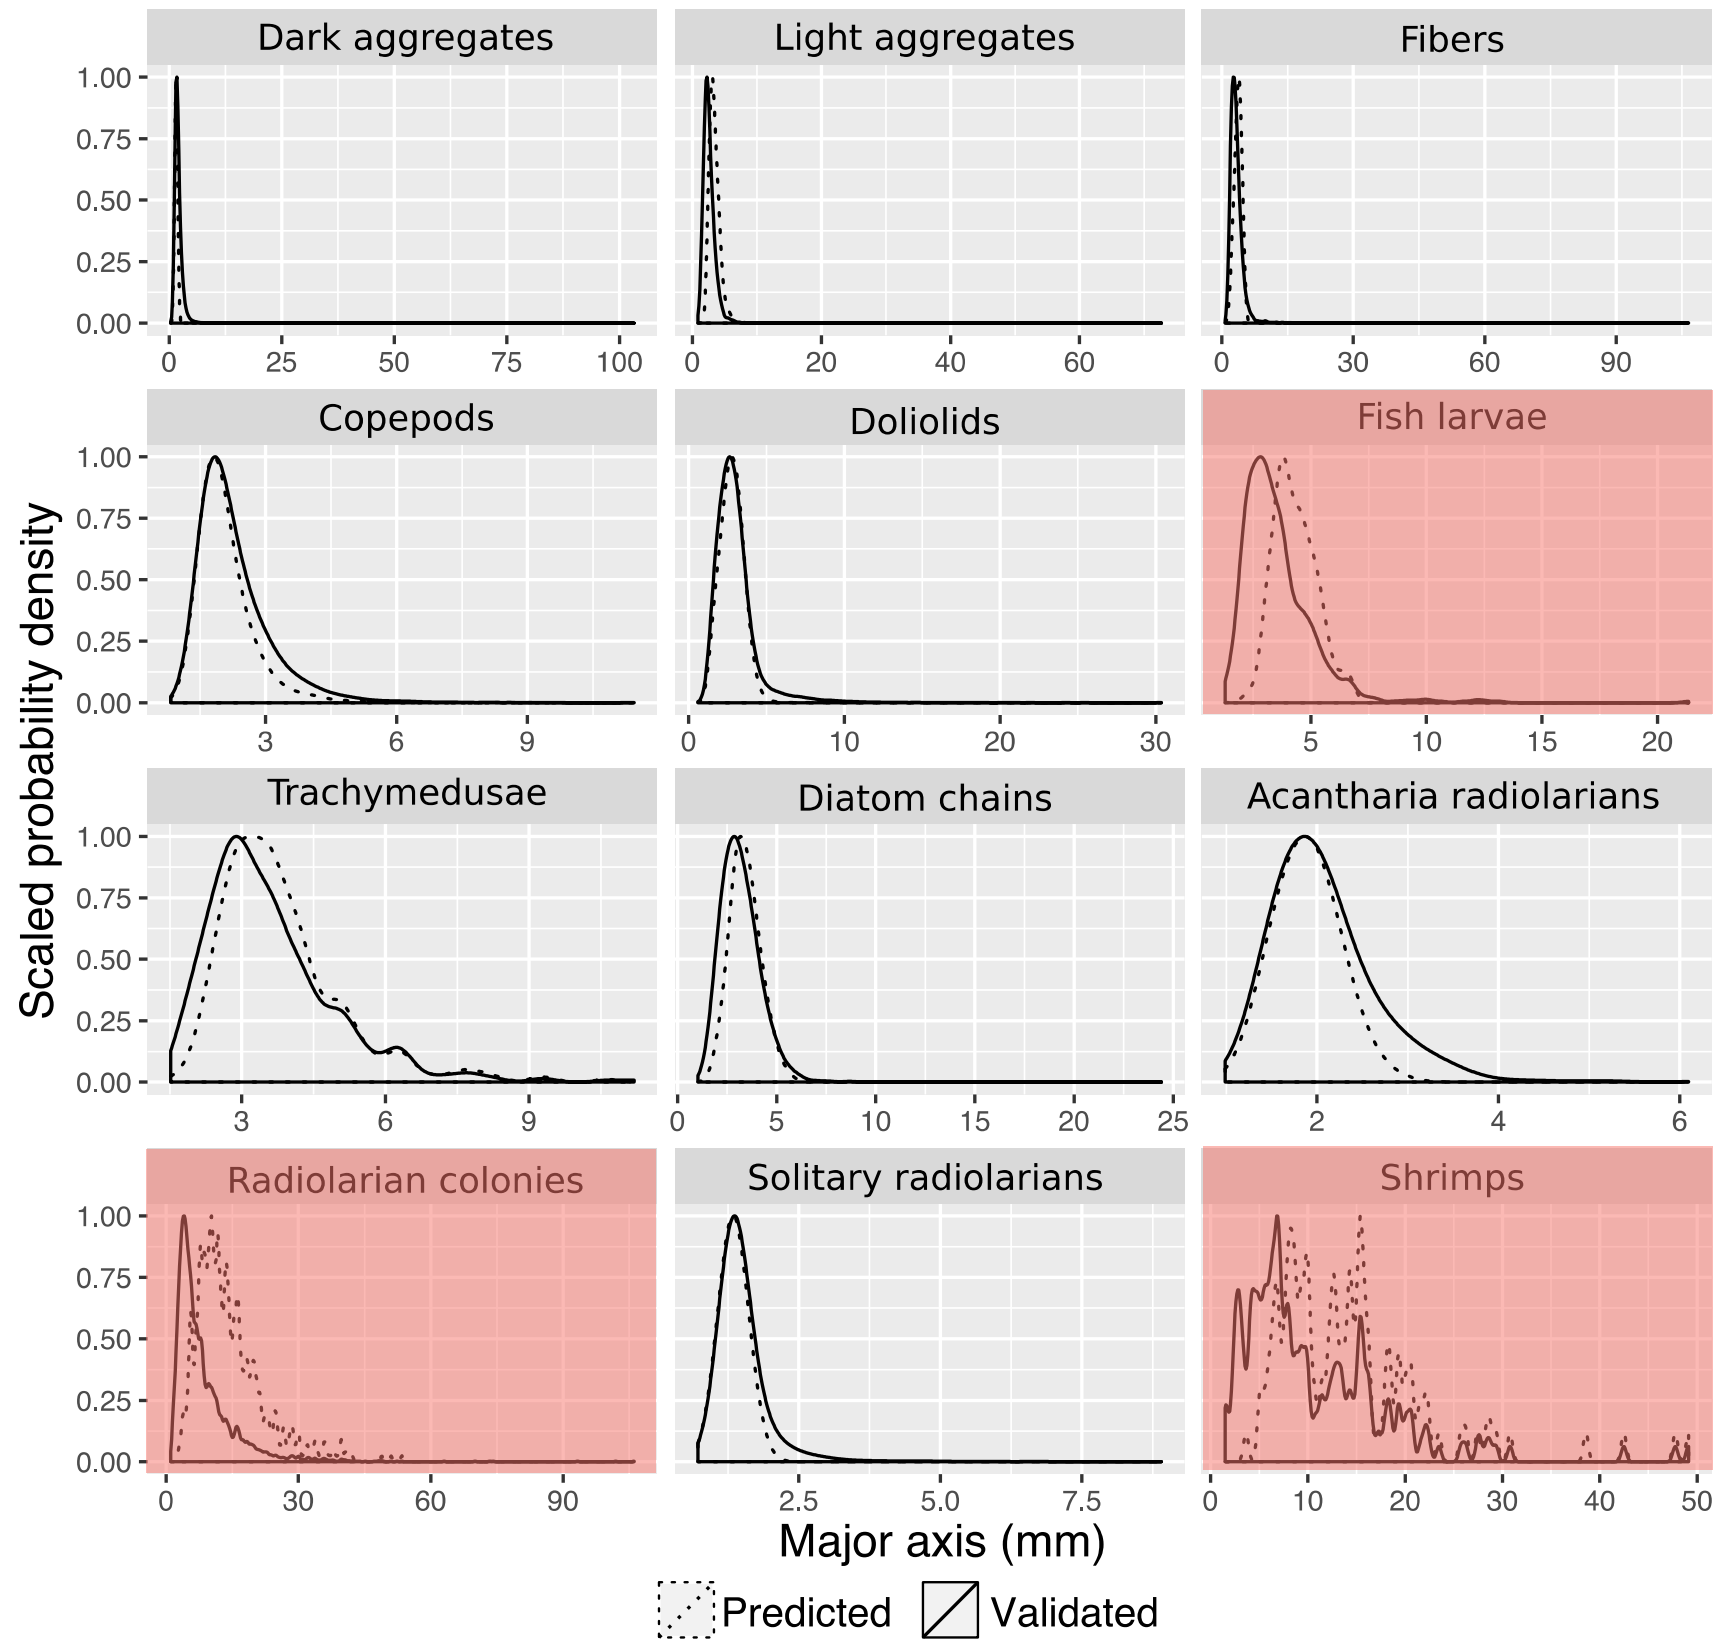 Dark aggregates Light aggregates Fibers
1.00
0.75
0.50
0.25
0.00
0 25 50 75 100 0 20 40 60 0 30 60 90
Copepods Doliolids Fish larvae
1.00
0.75
0.50
0.25
0.00
3 6 9 0 10 20 30 5 10 15 20
Scaled probability density
Trachymedusae Diatom chains Acantharia radiolarians
1.00
0.75
0.50
0.25
0.00
3 6 9 0 5 10 15 20 25 2 4 6
Radiolarian colonies Solitary radiolarians Shrimps
1.00
0.75
0.50
0.25
0.00
0 30 60 90 2.5 5.0 7.5 0 10 20 30 40 50
Major axis (mm)
Predicted Validated